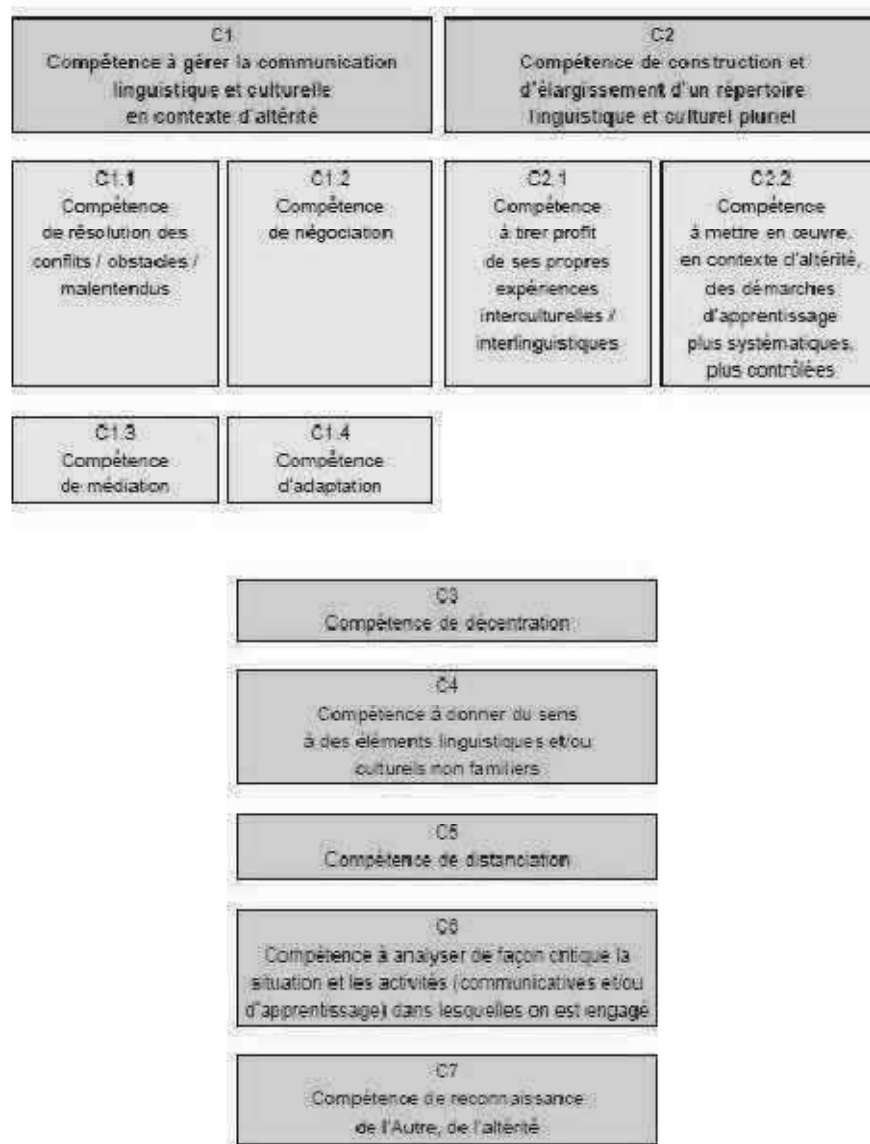 C1
Compétence à gérer la communication
linguistique et culturelle
en contexte d'altérité
C2
Compétence de construction et
d'élargissement d'un répertoire
linguistique et culturel pluriel
C1.1
Compétence
de résolution des
conflits / obstacles /
malentendus
C1.2
Compétence
de négociation
C2.1
Compétence
à tirer profit
de ses propres
expériences
interculturelles /
interlinguistiques
C2.2
Compétence
à mettre en œuvre,
en contexte d'altérité,
des démarches
d'apprentissage
plus systématiques,
plus contrôlées
C1.3
Compétence
de médiation
C1.4
Compétence
d'adaptation
C3
Compétence de décentration
C4
Compétence à donner du sens
à des éléments linguistiques et/ou
culturels non familiers
C5
Compétence de distanciation
C6
Compétence à analyser de façon critique la
situation et les activités (communicatives et/ou
d'apprentissage) dans lesquelles on est engagé
C7
Compétence de reconnaissance
de l'Autre, de l'altérité